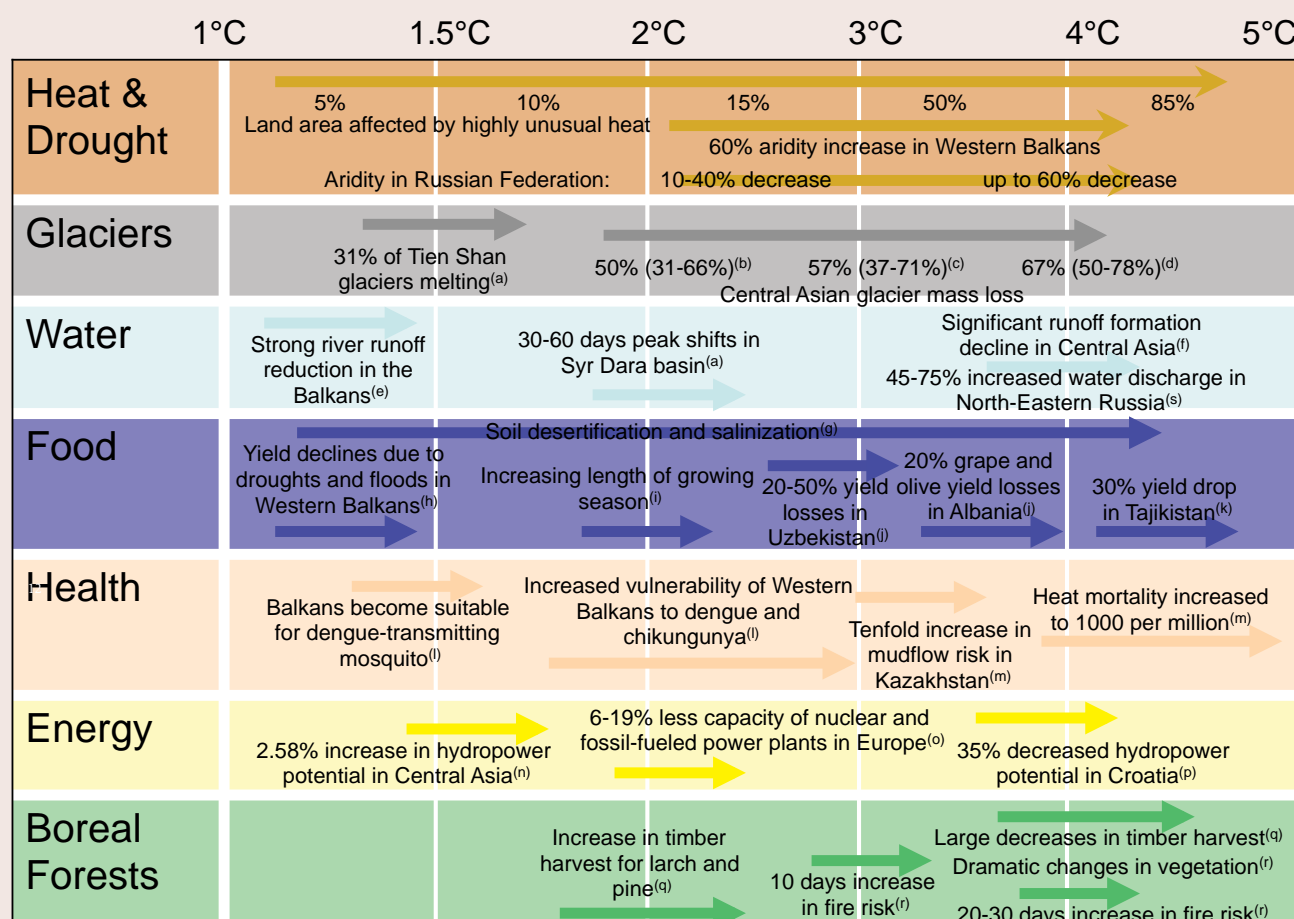 1°C 1.5°C 2°C 3°C 4°C 5°C
Heat &
Drought
5% 10% 15% 50% 85%
Land area affected by highly unusual heat
60% aridity increase in Western Balkans
Aridity in Russian Federation: 10-40% decrease up to 60% decrease
Glaciers
31% of Tien Shan
glaciers melting(a)
50% (31-66%)(b) 57% (37-71%)(c) 67% (50-78%)(d)
Central Asian glacier mass loss
Water
Strong river runoff
reduction in the
Balkans(e)
30-60 days peak shifts in
Syr Dara basin(a)
Significant runoff formation
decline in Central Asia(f)
45-75% increased water discharge in
North-Eastern Russia(s)
Food
Soil desertification and salinization(g)
Yield declines due to
droughts and floods in
Western Balkans(h)
Increasing length of growing
season(i)
20-50% yield
losses in
Uzbekistan(j)
20% grape and
olive yield losses
in Albania(j)
30% yield drop
in Tajikistan(k)
Health
Balkans become suitable
for dengue-transmitting
mosquito(l)
Increased vulnerability of Western
Balkans to dengue and
chikungunya(l)
Tenfold increase in
mudflow risk in
Kazakhstan(m)
Heat mortality increased
to 1000 per million(m)
Energy
2.58% increase in hydropower
potential in Central Asia(n)
6-19% less capacity of nuclear and
fossil-fueled power plants in Europe(o)
35% decreased hydropower
potential in Croatia(p)
Boreal
Forests
Increase in timber
harvest for larch and
pine(q)
10 days increase
in fire risk(r)
Large decreases in timber harvest(q)
Dramatic changes in vegetation(r)
20-30 days increase in fire risk(r)